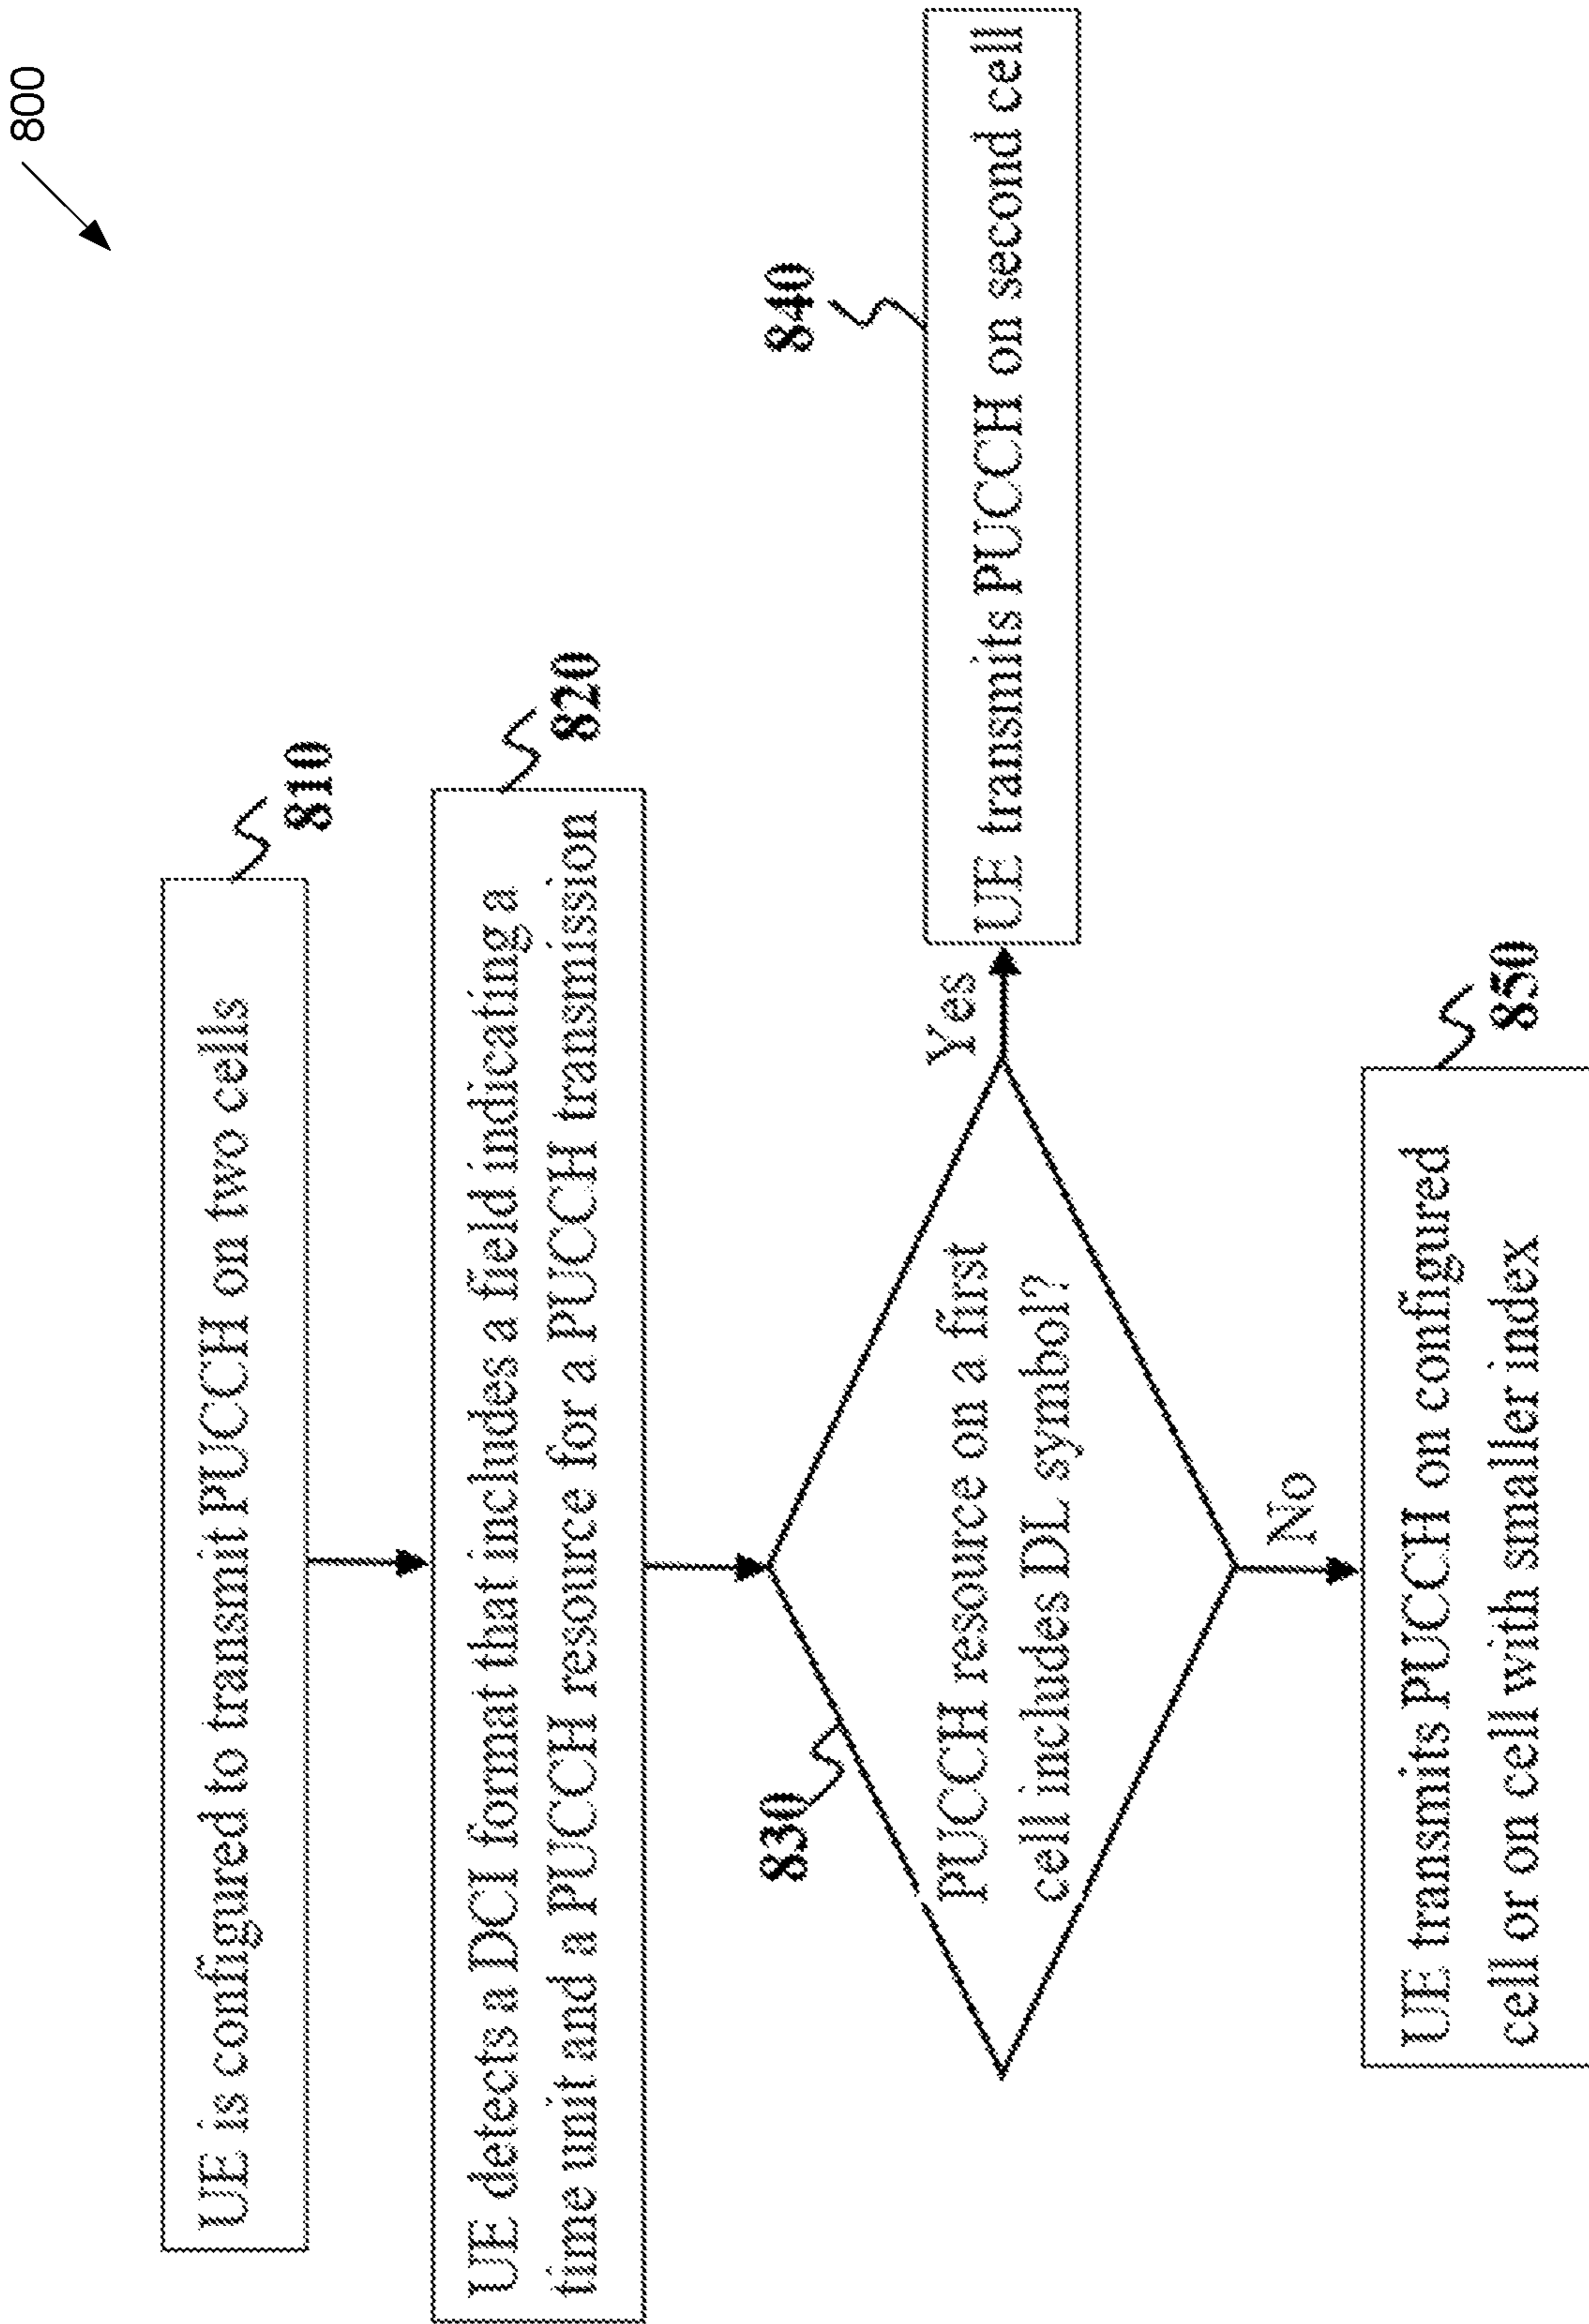 800
UE is configured to transmit PUCCH on two cells
810
UE detects a DCI format that includes a field indicating a
time unit and a PUCCH resource for a PUCCH transmission
820
830
PUCCH resource on a first
cell includes DL symbol?
Yes
UE transmits PUCCH on second cell
840
No
UE transmits PUCCH on configured
cell or on cell with smaller index
850